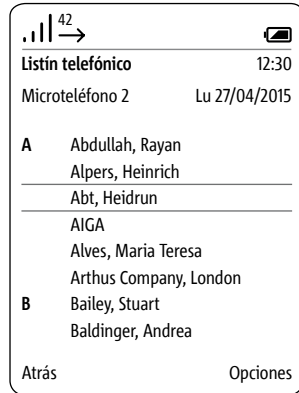 42
Listín telefónico 12:30
Microteléfono 2 Lu 27/04/2015
A Abdullah, Rayan
Alpers, Heinrich
Abt, Heidrun
AIGA
Alves, Maria Teresa
Arthus Company, London
B Bailey, Stuart
Baldinger, Andrea
Atrás Opciones